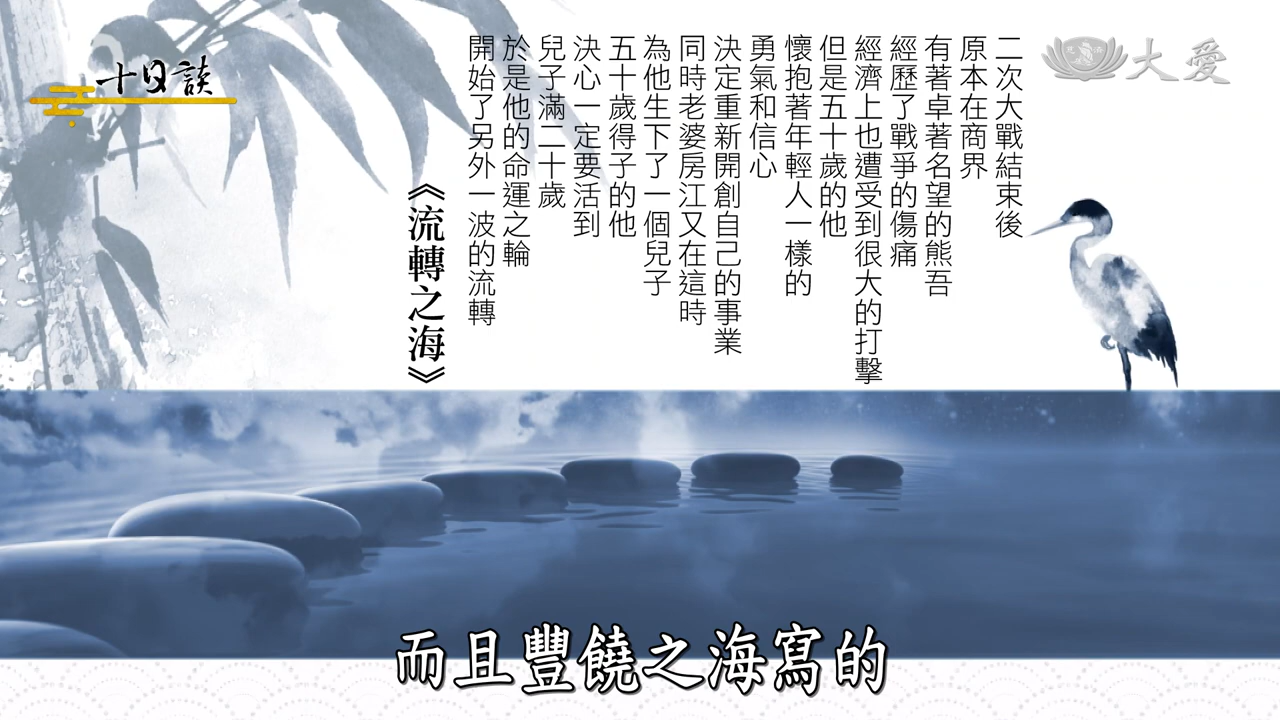 十日談
大愛
二次大戰結束後
原本在商界
有著卓著名望的熊吾
經歷了戰爭的傷痛
經濟上也遭受到很大的打擊
但是五十歲的他
懷抱著年輕人一樣的
勇氣和信心
決定重新開創自己的事業
同時老婆房江又在這時
為他生下了一個兒子
五十歲得子的他
決心一定要活到
兒子滿二十歲
於是他的命運之輪
開始了另外一波的流轉
《流轉之海》
而且豐饒之海寫的